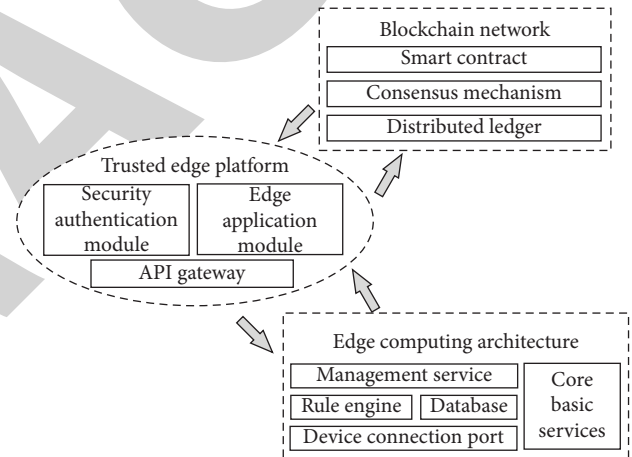 Blockchain network
Smart contract
Consensus mechanism
Distributed ledger
Trusted edge platform
Security
authentication
module
Edge
application
module
API gateway
Edge computing architecture
Management service
Rule engine
Database
Device connection port
Core
basic
services